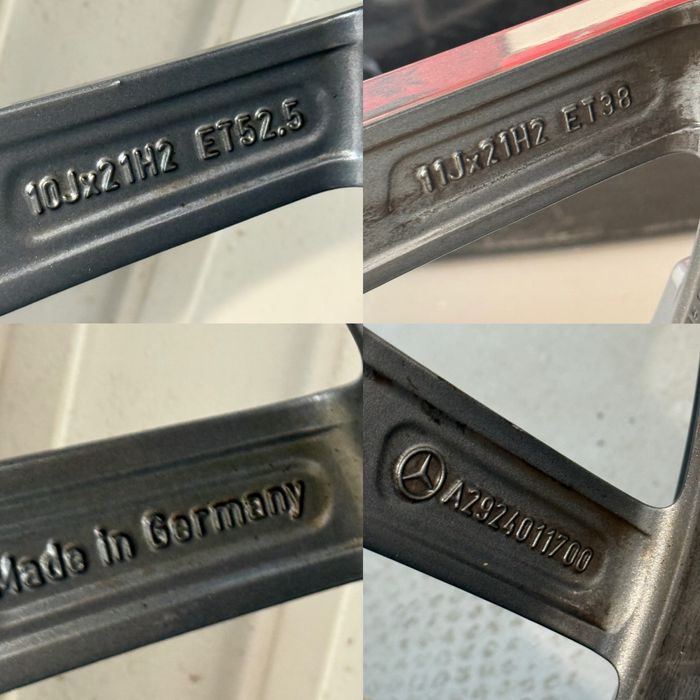 10Jx21H2 ET52.5
11Jx21H2 ET38
Made in Germany
A2924011700